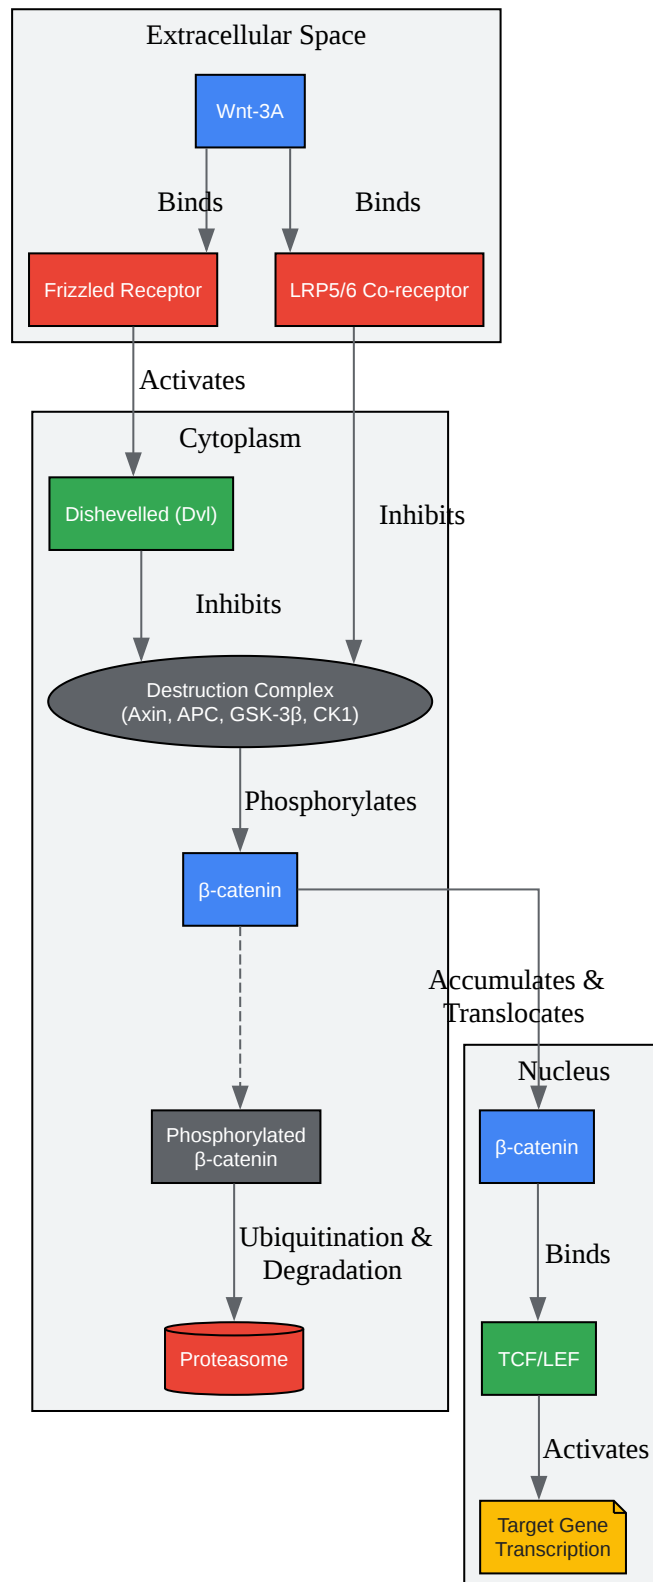 Extracellular Space
Wnt-3A
Binds
Binds
Frizzled Receptor
LRP5/6 Co-receptor
Activates
Cytoplasm
Dishevelled (Dvl)
Inhibits
Inhibits
Destruction Complex
(Axin, APC, GSK-3β, CK1)
Phosphorylates
β-catenin
Accumulates &
Translocates
Nucleus
Phosphorylated
β-catenin
β-catenin
Ubiquitination &
Degradation
Binds
Proteasome
TCF/LEF
Activates
Target Gene
Transcription